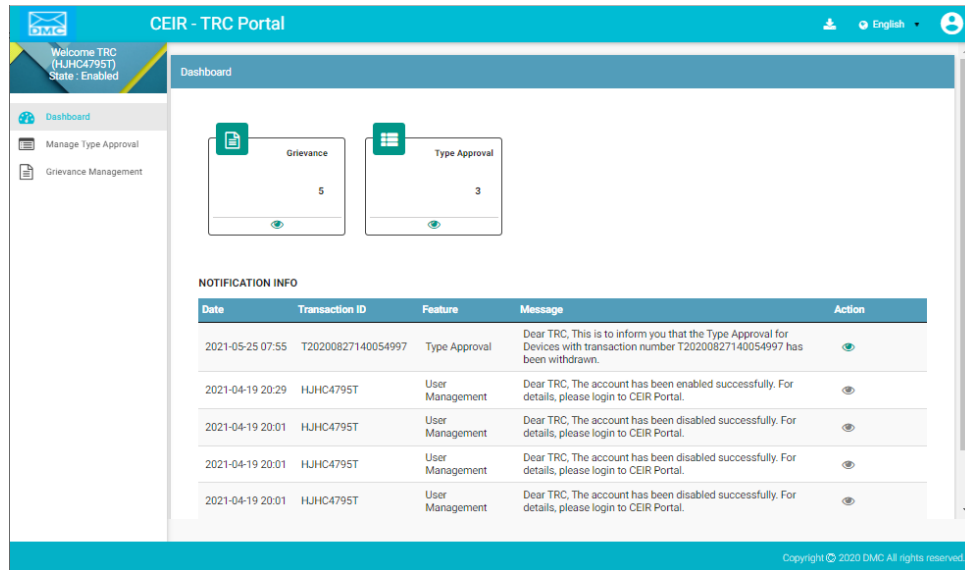 DMC
CEIR - TRC Portal
English
Welcome TRC
(HJHC4795T)
State : Enabled
Dashboard
Manage Type Approval
Grievance Management
Dashboard
Grievance
5
Type Approval
3
NOTIFICATION INFO
Date Transaction ID Feature Message Action
2021-05-25 07:55 T20200827140054997 Type Approval Dear TRC, This is to inform you that the Type Approval for
Devices with transaction number T20200827140054997 has
been withdrawn.
2021-04-19 20:29 HJHC4795T User Management Dear TRC, The account has been enabled successfully. For
details, please login to CEIR Portal.
2021-04-19 20:01 HJHC4795T User Management Dear TRC, The account has been disabled successfully. For
details, please login to CEIR Portal.
2021-04-19 20:01 HJHC4795T User Management Dear TRC, The account has been disabled successfully. For
details, please login to CEIR Portal.
2021-04-19 20:01 HJHC4795T User Management Dear TRC, The account has been disabled successfully. For
details, please login to CEIR Portal.
Copyright © 2020 DMC All rights reserved.